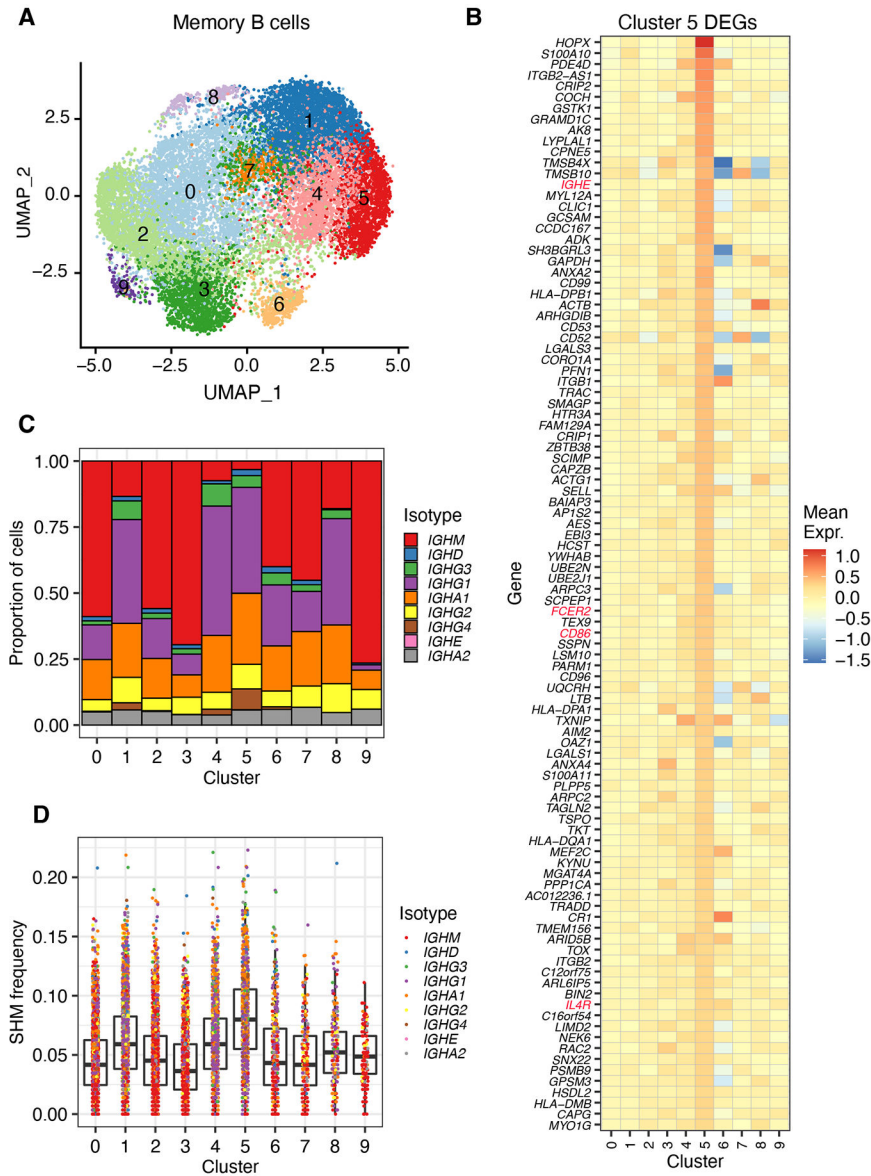 A
Memory B cells
8
1
7
0
4
5
2
9
3
6
2.5
0.0
−2.5
UMAP_2
−5.0
−2.5
0.0
2.5
5.0
UMAP_1
B
Cluster 5 DEGs
HOPX
S100A10
PDE4D
ITGB2−AS1
CRIP2
COCH
GSTK1
GRAMD1C
AK8
LYPLAL1
CPNE5
TMSB4X
TMSB10
IGHE
MYL12A
CLIC1
GCSAM
CCDC167
ADK
SH3BGRL3
GAPDH
ANXA2
CD99
HLA−DPB1
ACTB
ARHGDIB
CD53
CD52
LGALS3
CORO1A
PFN1
ITGB1
TRAC
SMAGP
HTR3A
FAM129A
CRIP1
ZBTB38
SCIMP
CAPZB
ACTG1
SELL
BAIAP3
AP1S2
AES
EBI3
HCST
YWHAB
UBE2N
UBE2J1
ARPC3
SCPEP1
FCER2
TEX9
CD86
SSPN
LSM10
PARM1
CD96
UQCRH
LTB
HLA−DPA1
TXNIP
AIM2
OAZ1
LGALS1
ANXA4
S100A11
PLPP5
ARPC2
TAGLN2
TSPO
TKT
HLA−DQA1
MEF2C
KYNU
MGAT4A
PPP1CA
AC012236.1
TRADD
CR1
TMEM156
ARID5B
TOX
ITGB2
C12orf75
ARL6IP5
BIN2
IL4R
C16orf54
LIMD2
NEK6
RAC2
SNX22
PSMB9
GPSM3
HSDL2
HLA−DMB
CAPG
MYO1G
Gene
0 1 2 3 4 5 6 7 8 9
Cluster
Mean
Expr.
1.0
0.5
0.0
−0.5
−1.0
−1.5
C
1.00
0.75
0.50
0.25
0.00
Proportion of cells
0 1 2 3 4 5 6 7 8 9
Cluster
Isotype
IGHM
IGHD
IGHG3
IGHG1
IGHA1
IGHG2
IGHG4
IGHE
IGHA2
D
0.20
0.15
0.10
0.05
0.00
SHM frequency
0 1 2 3 4 5 6 7 8 9
Cluster
Isotype
IGHM
IGHD
IGHG3
IGHG1
IGHA1
IGHG2
IGHG4
IGHE
IGHA2